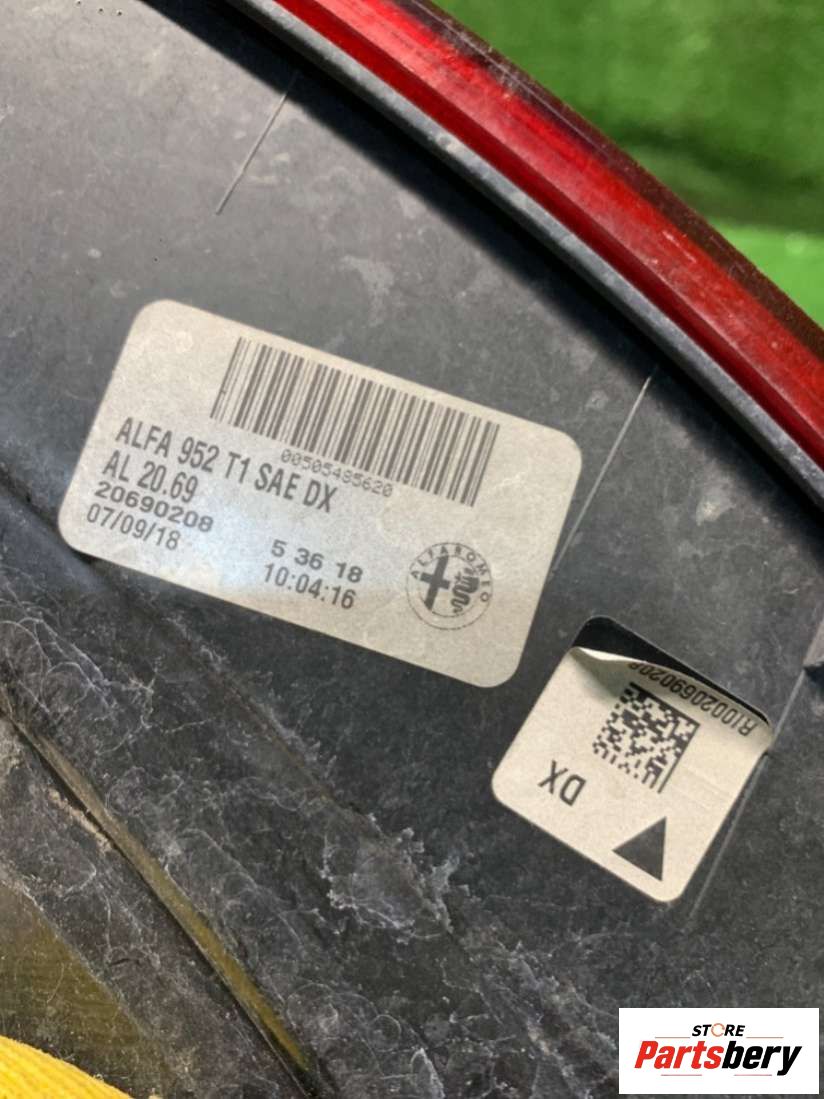 00505485620
ALFA 952 T1 SAE DX
AL 20.69
20690208
07/09/18
5 36 18
10:04:16
ALFA ROMEO
RI0020690208
DX
STORE
Partsbery